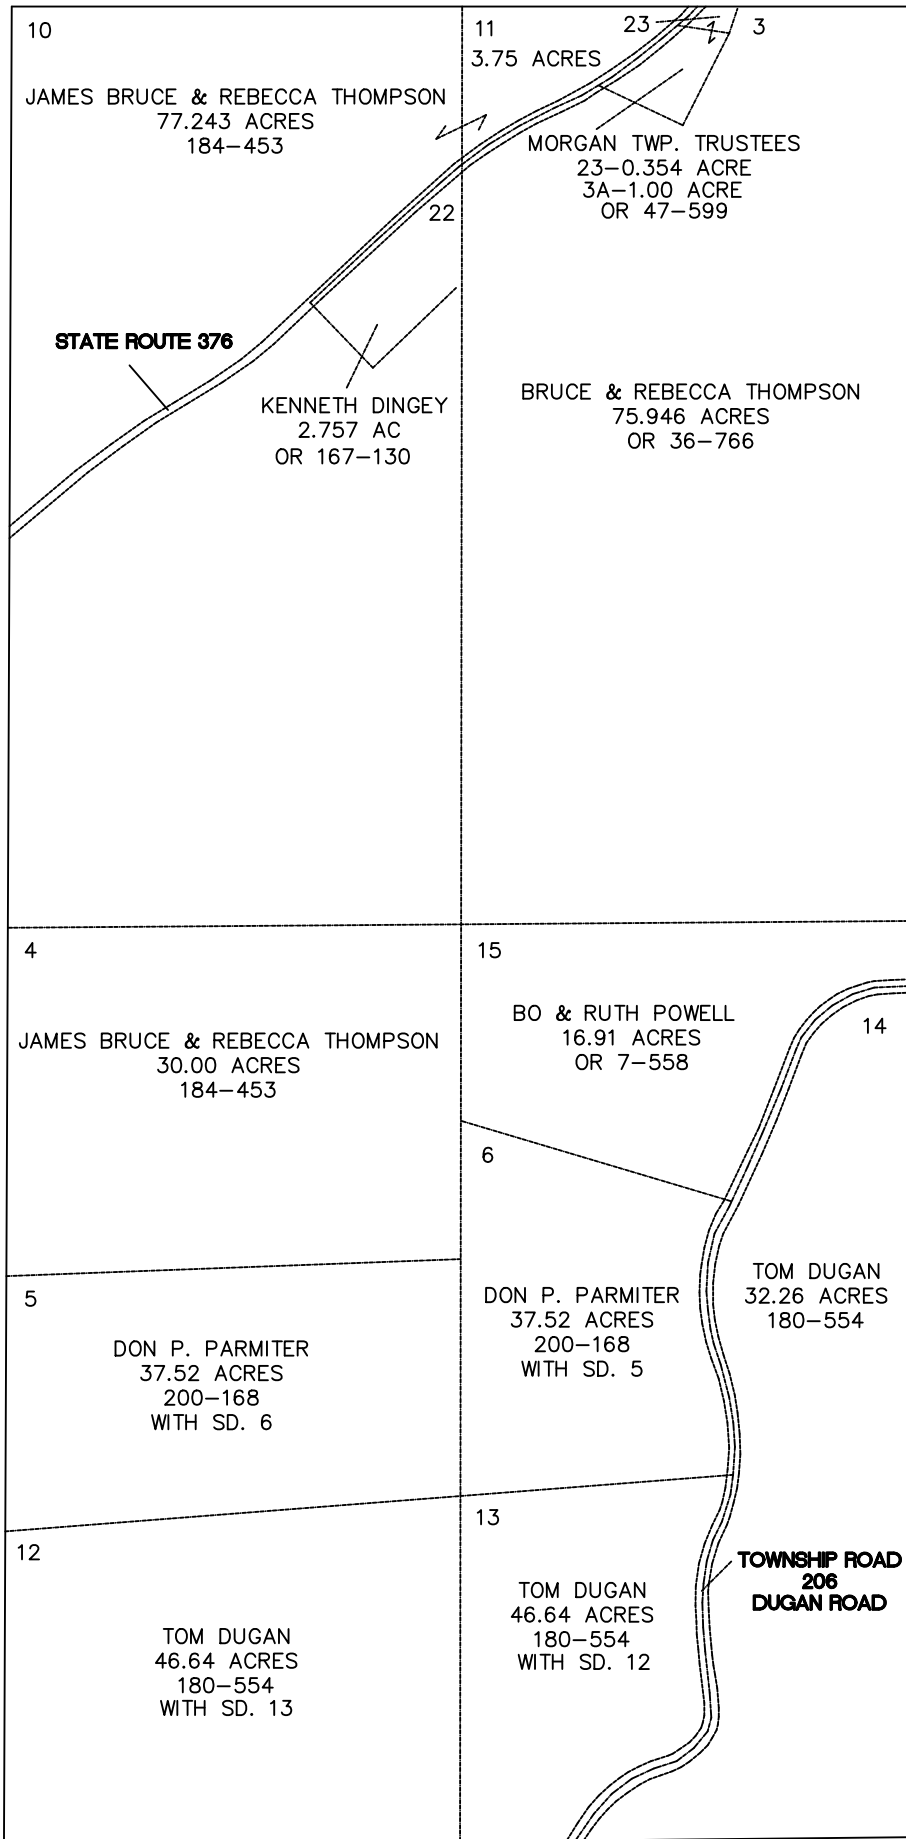 10
JAMES BRUCE & REBECCA THOMPSON
77.243 ACRES
184-453
11
3.75 ACRES
23
3
MORGAN TWP. TRUSTEES
23-0.354 ACRE
3A-1.00 ACRE
OR 47-599
22
STATE ROUTE 376
KENNETH DINGEY
2.757 AC
OR 167-130
BRUCE & REBECCA THOMPSON
75.946 ACRES
OR 36-766
4
JAMES BRUCE & REBECCA THOMPSON
30.00 ACRES
184-453
15
BO & RUTH POWELL
16.91 ACRES
OR 7-558
14
6
DON P. PARMITER
37.52 ACRES
200-168
WITH SD. 5
TOM DUGAN
32.26 ACRES
180-554
5
DON P. PARMITER
37.52 ACRES
200-168
WITH SD. 6
12
TOM DUGAN
46.64 ACRES
180-554
WITH SD. 13
13
TOM DUGAN
46.64 ACRES
180-554
WITH SD. 12
TOWNSHIP ROAD
206
DUGAN ROAD